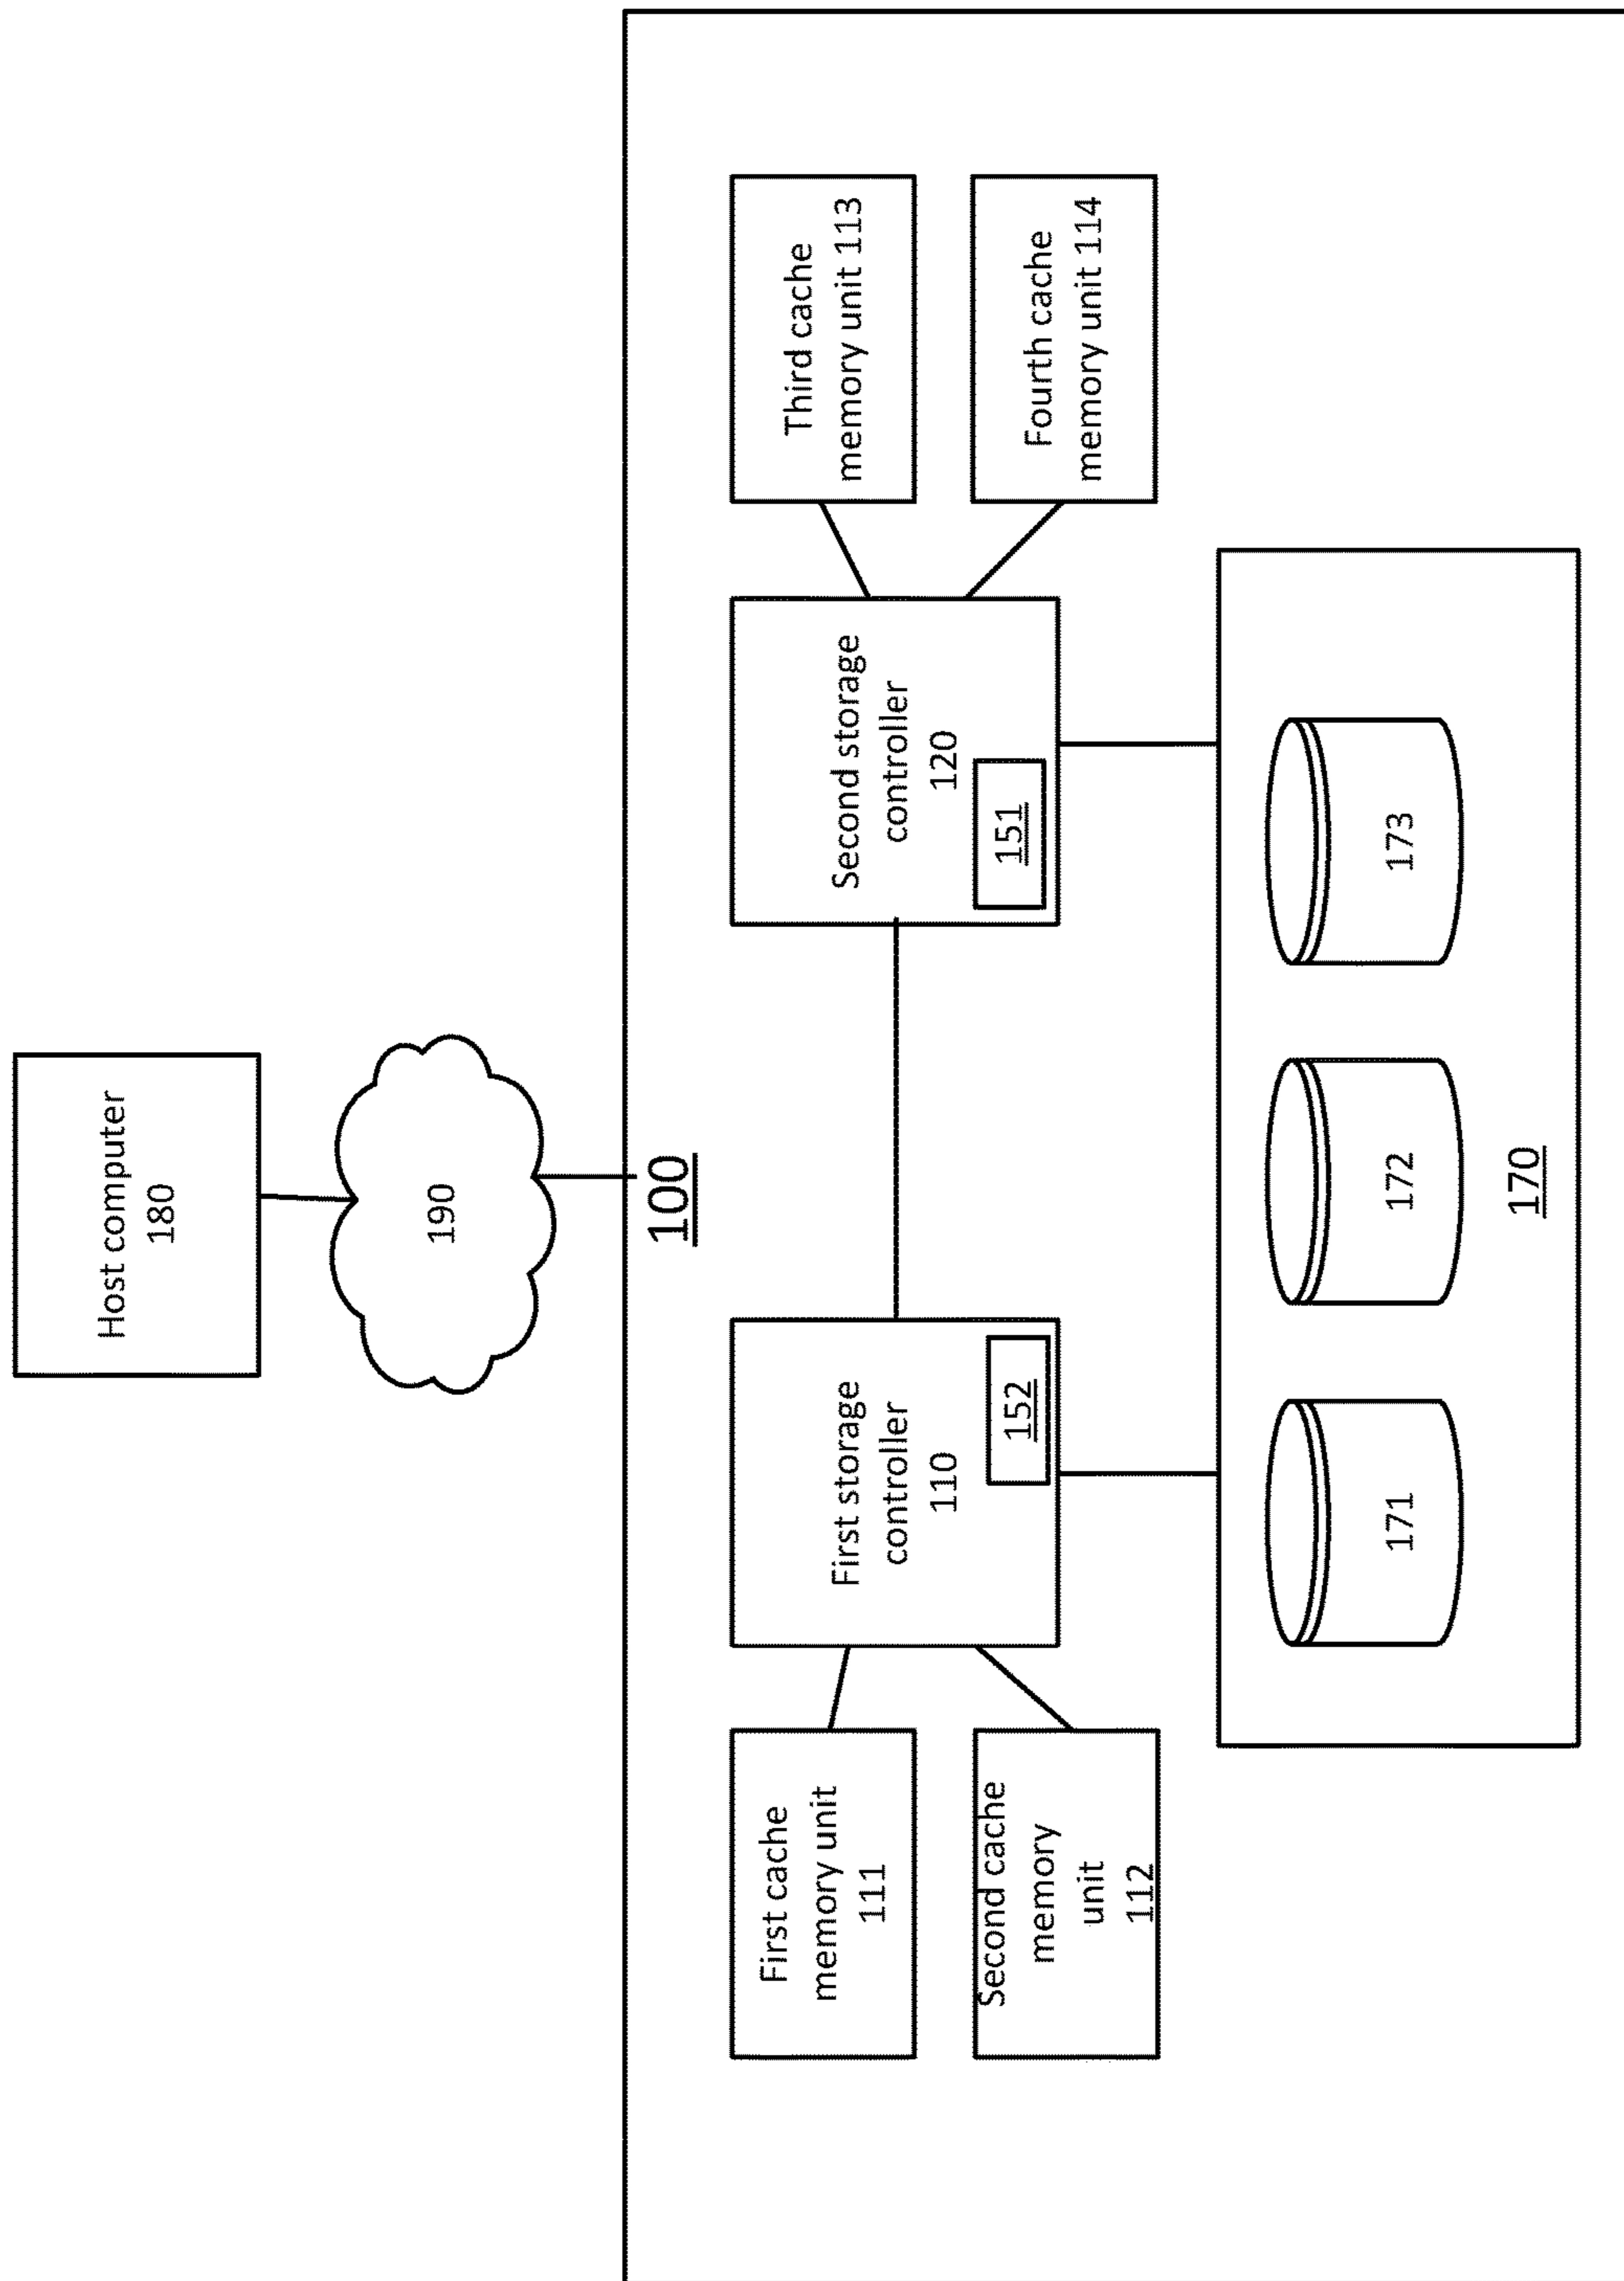 Host computer
180
190
100
First cache
memory unit
111
Second cache
memory
unit
112
First storage
controller
110
152
Second storage
controller
120
151
Third cache
memory unit 113
Fourth cache
memory unit 114
171
172
173
170